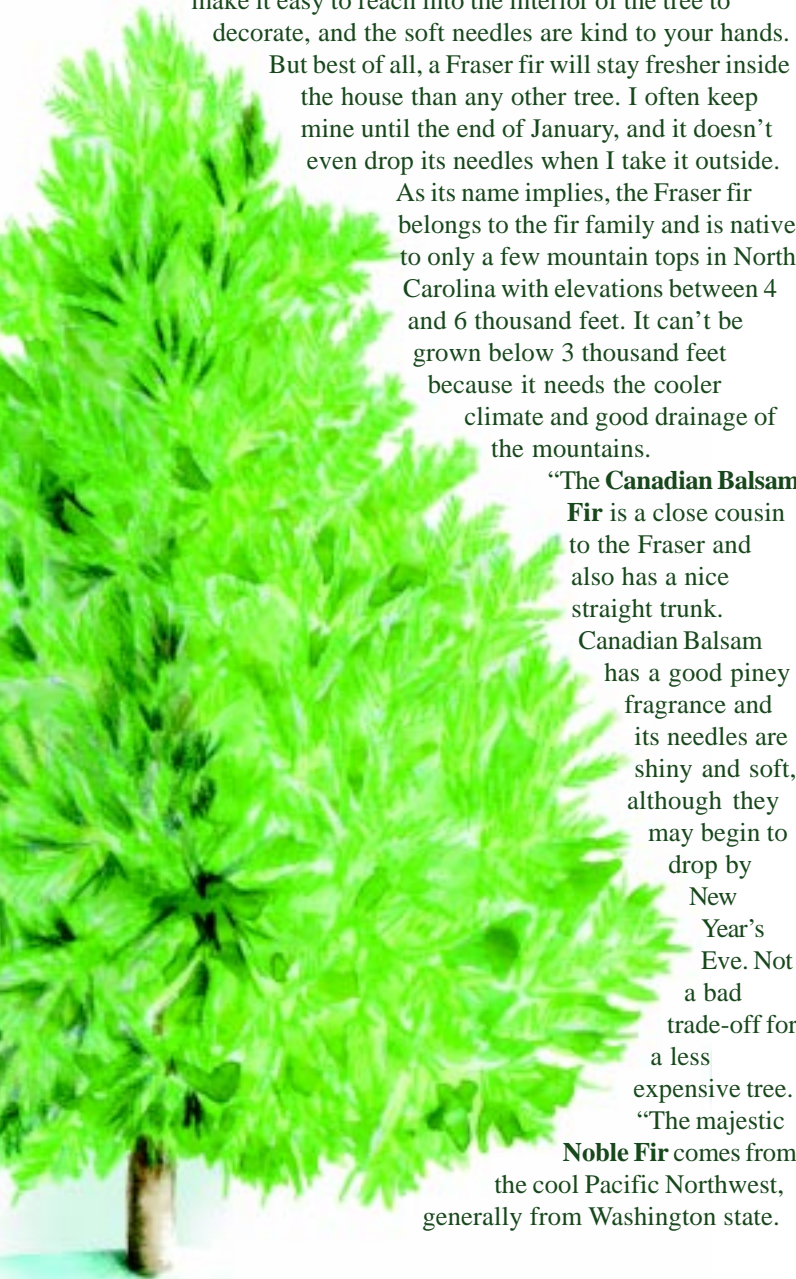 make it easy to reach into the interior of the tree to
decorate, and the soft needles are kind to your hands.
But best of all, a Fraser fir will stay fresher inside
the house than any other tree. I often keep
mine until the end of January, and it doesn’t
even drop its needles when I take it outside.
As its name implies, the Fraser fir
belongs to the fir family and is native
to only a few mountain tops in North
Carolina with elevations between 4
and 6 thousand feet. It can’t be
grown below 3 thousand feet
because it needs the cooler
climate and good drainage of
the mountains.
“The Canadian Balsam
Fir is a close cousin
to the Fraser and
also has a nice
straight trunk.
Canadian Balsam
has a good piney
fragrance and
its needles are
shiny and soft,
although they
may begin to
drop by
New
Year’s
Eve. Not
a bad
trade-off for
a less
expensive tree.
“The majestic
Noble Fir comes from
the cool Pacific Northwest,
generally from Washington state.